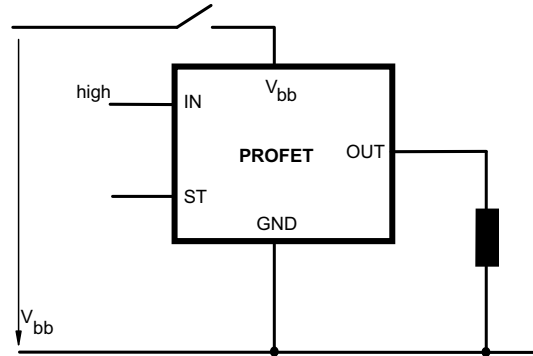 V_bb
high
IN
PROFET
OUT
ST
GND
V_bb